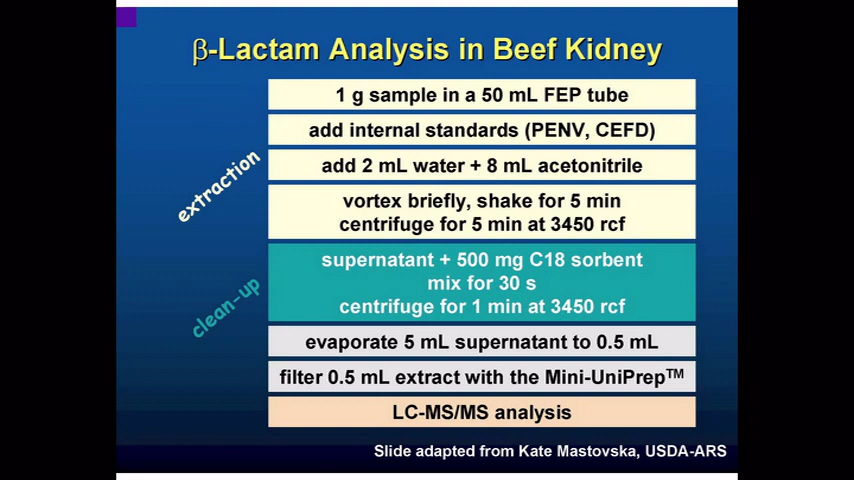 β-Lactam Analysis in Beef Kidney
1 g sample in a 50 mL FEP tube
add internal standards (PENV, CEFD)
add 2 mL water + 8 mL acetonitrile
vortex briefly, shake for 5 min
centrifuge for 5 min at 3450 rcf
extraction
supernatant + 500 mg C18 sorbent
mix for 30 s
centrifuge for 1 min at 3450 rcf
clean-up
evaporate 5 mL supernatant to 0.5 mL
filter 0.5 mL extract with the Mini-UniPrep™
LC-MS/MS analysis
Slide adapted from Kate Mastovska, USDA-ARS